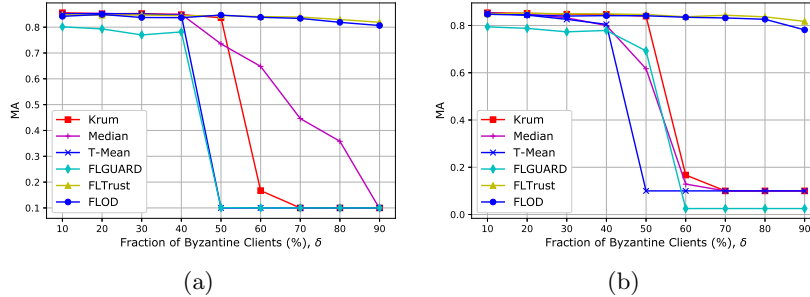 0.8
0.7
0.6
0.5
0.4
0.3
0.2
0.1
MA
Krum
Median
T-Mean
FLGUARD
FLTrust
FLOD
10 20 30 40 50 60 70 80 90
Fraction of Byzantine Clients (%), δ
(a)
0.8
0.6
0.4
0.2
0.0
MA
Krum
Median
T-Mean
FLGUARD
FLTrust
FLOD
10 20 30 40 50 60 70 80 90
Fraction of Byzantine Clients (%), δ
(b)